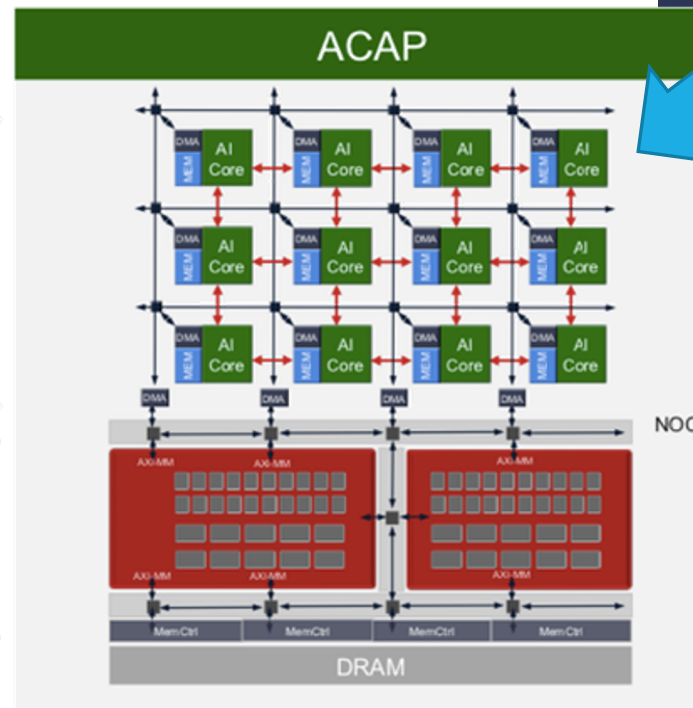 ACAP
DMA AI DMA AI DMA AI DMA AI
MEM Core MEM Core MEM Core MEM Core
DMA AI DMA AI DMA AI DMA AI
MEM Core MEM Core MEM Core MEM Core
DMA AI DMA AI DMA AI DMA AI
MEM Core MEM Core MEM Core MEM Core
DMA DMA DMA DMA
NOC
AXI-MM AXI-MM AXI-MM
AXI-MM AXI-MM AXI-MM
MemCtrl MemCtrl MemCtrl MemCtrl
DRAM